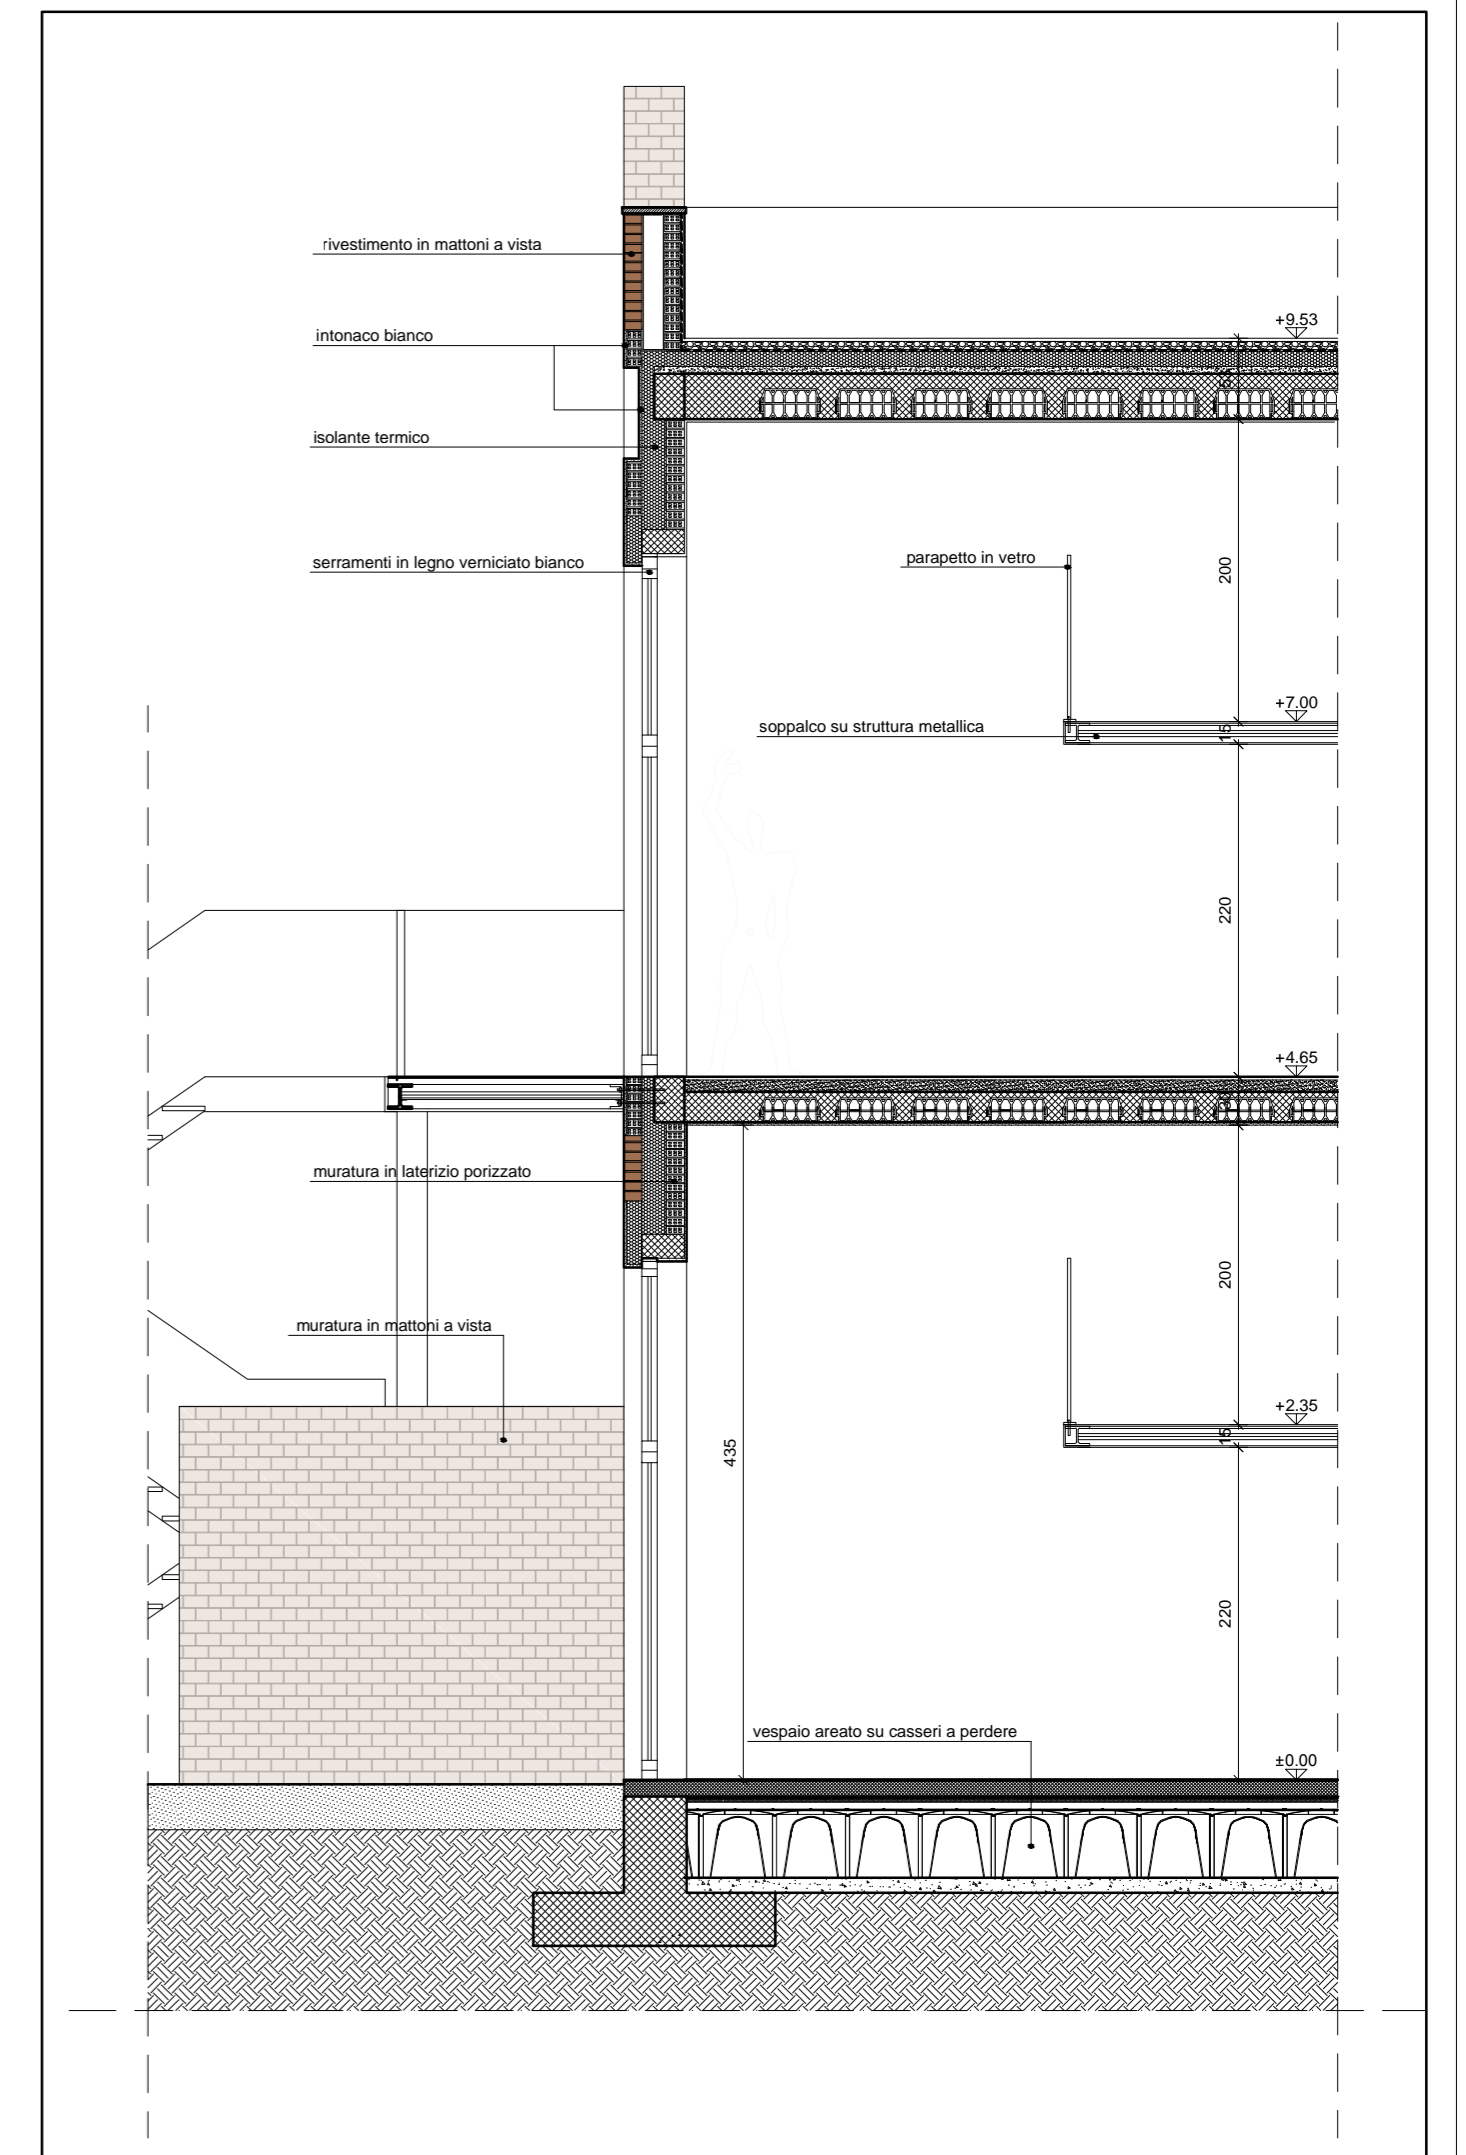 rivestimento in mattoni a vista
+9.53
intonaco bianco
53
isolante termico
serramenti in legno verniciato bianco
parapetto in vetro
200
+7.00
soppalco su struttura metallica
15
220
+4.65
30
muratura in laterizio porizzato
200
muratura in mattoni a vista
+2.35
15
435
220
vespaio areato su casseri a perdere
±0.00